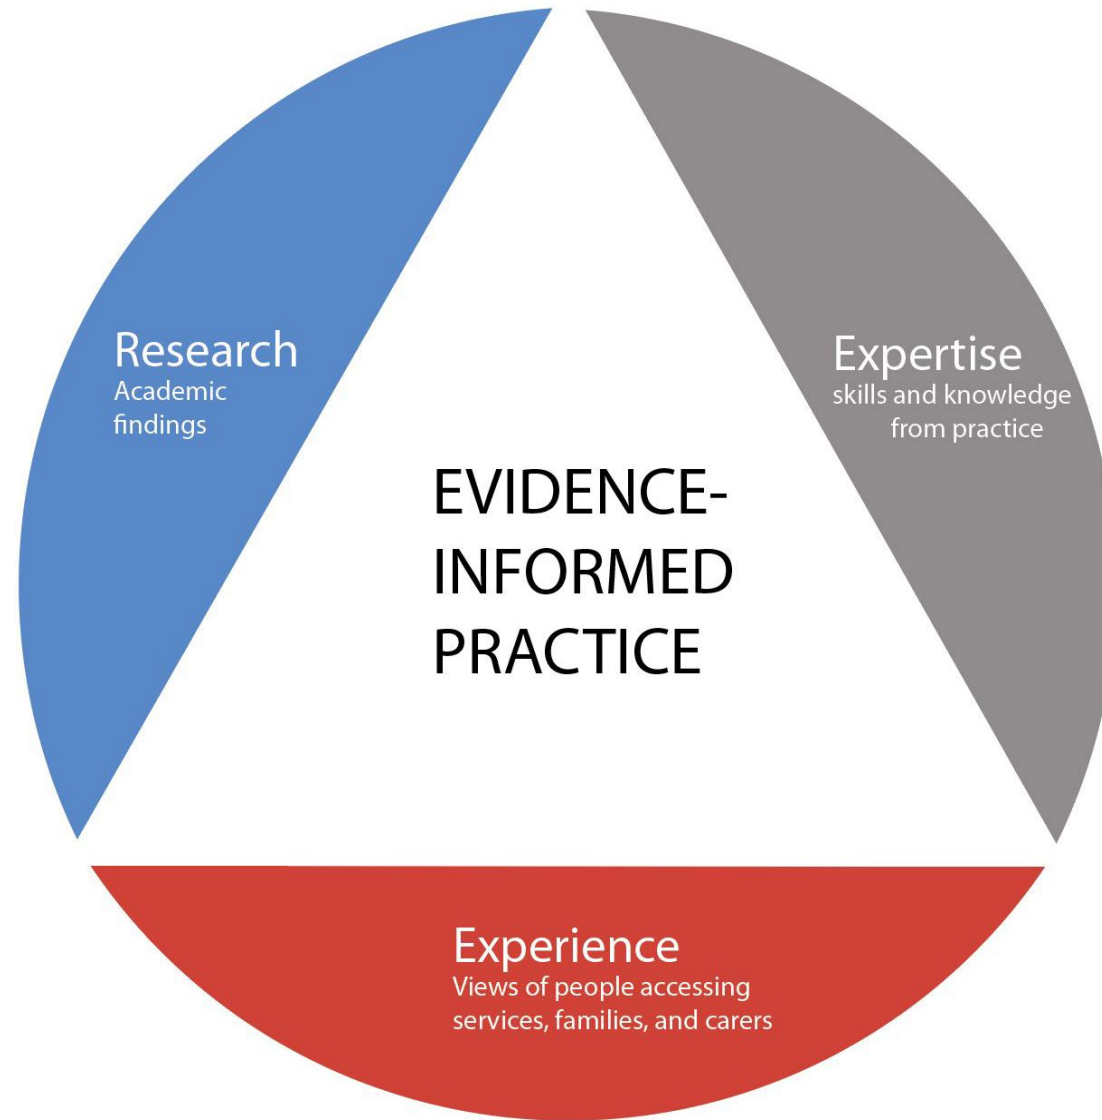 Research
Academic
findings
Expertise
skills and knowledge
from practice
EVIDENCE-
INFORMED
PRACTICE
Experience
Views of people accessing
services, families, and carers